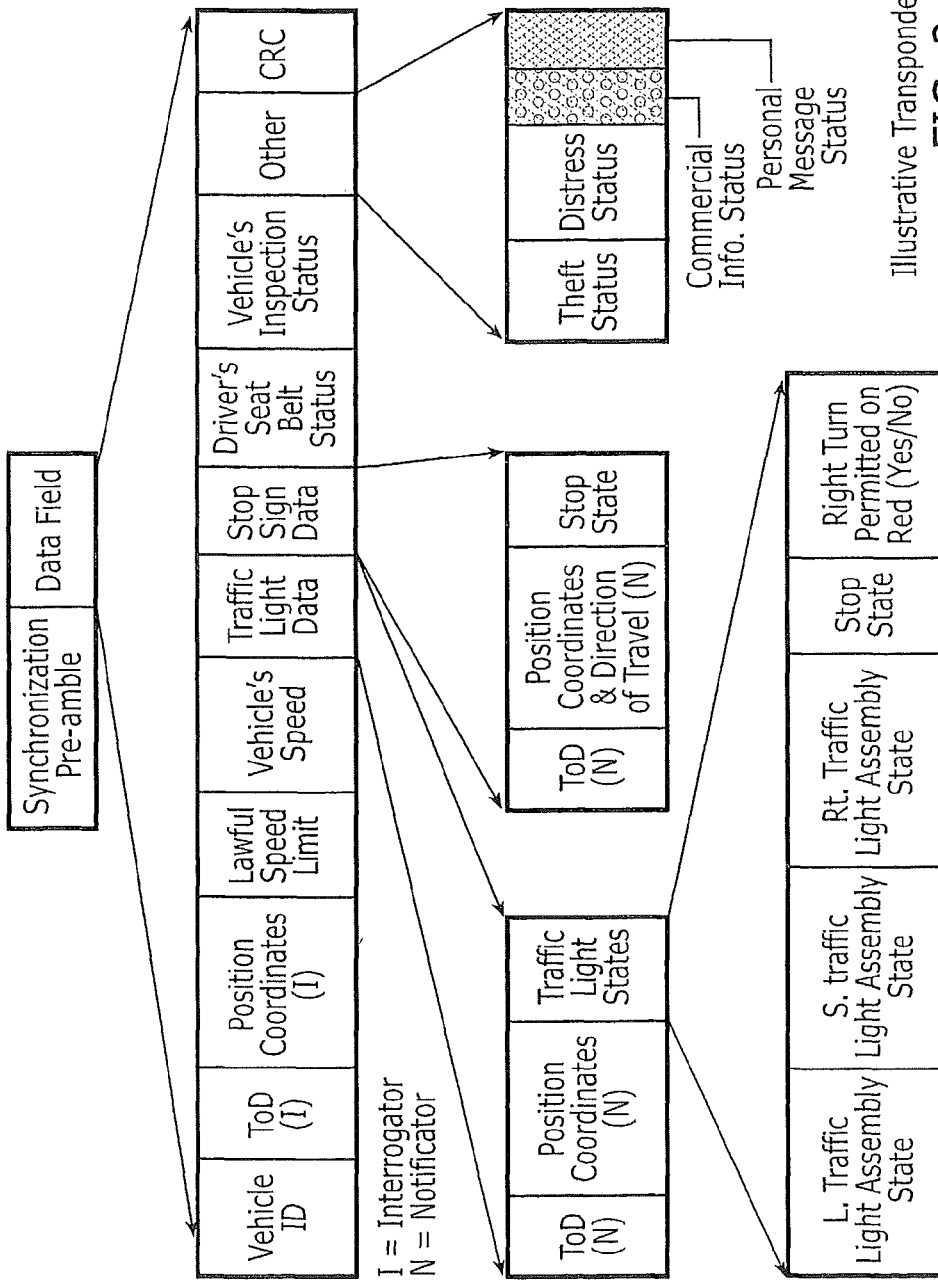 Synchronization
Pre-amble
Data Field
Vehicle
ID
ToD
(I)
Position
Coordinates
(I)
Lawful
Speed
Limit
Vehicle's
Speed
Traffic
Light
Data
Stop
Sign
Data
Driver's
Seat
Belt
Status
Vehicle's
Inspection
Status
Other
CRC
I = Interrogator
N = Notificator
ToD
(N)
Position
Coordinates
(N)
Traffic
Light
States
ToD
(N)
Position
Coordinates
& Direction
of Travel (N)
Stop
State
Theft
Status
Distress
Status
Commercial
Info. Status
Personal
Message
Status
L. Traffic
Light Assembly
State
S. traffic
Light Assembly
State
Rt. Traffic
Light Assembly
State
Stop
State
Right Turn
Permitted on
Red (Yes/No)
Illustrative